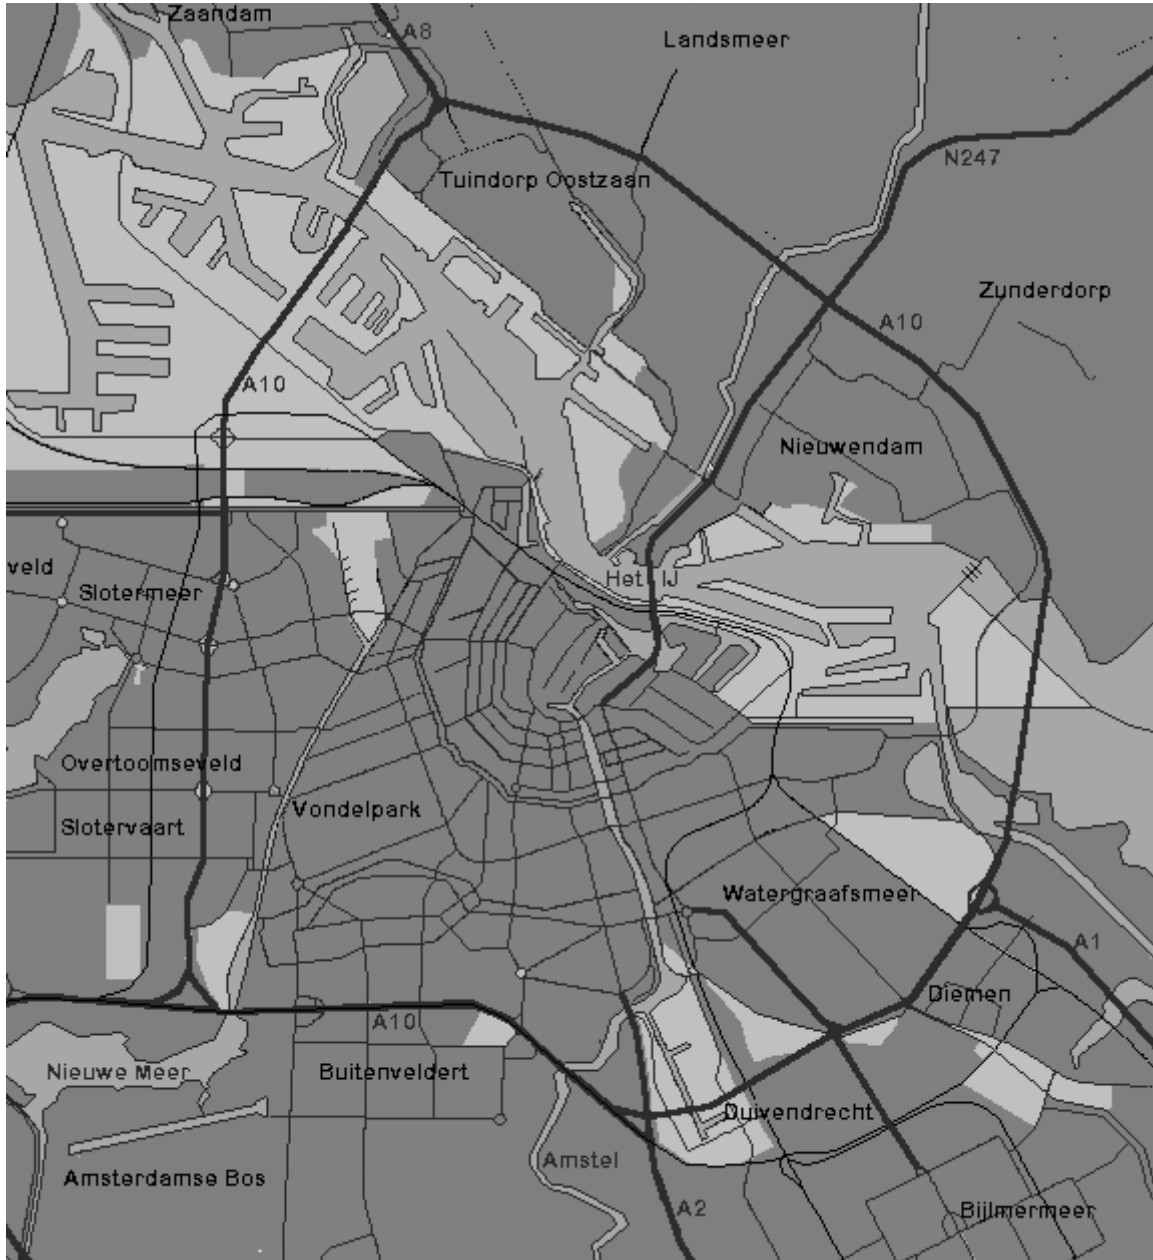 Zaandam
A8
Landsmeer
N247
Tuindorp Oostzaan
Zunderdorp
A10
A10
Nieuwendam
veld
Slotermeer
Het IJ
Overtoomseveld
Vondelpark
Slotervaart
Watergraafsmeer
A1
Diemen
A10
Nieuwe Meer
Buitenveldert
Duivendrecht
Amstel
Amsterdamse Bos
A2
Bijlmermeer